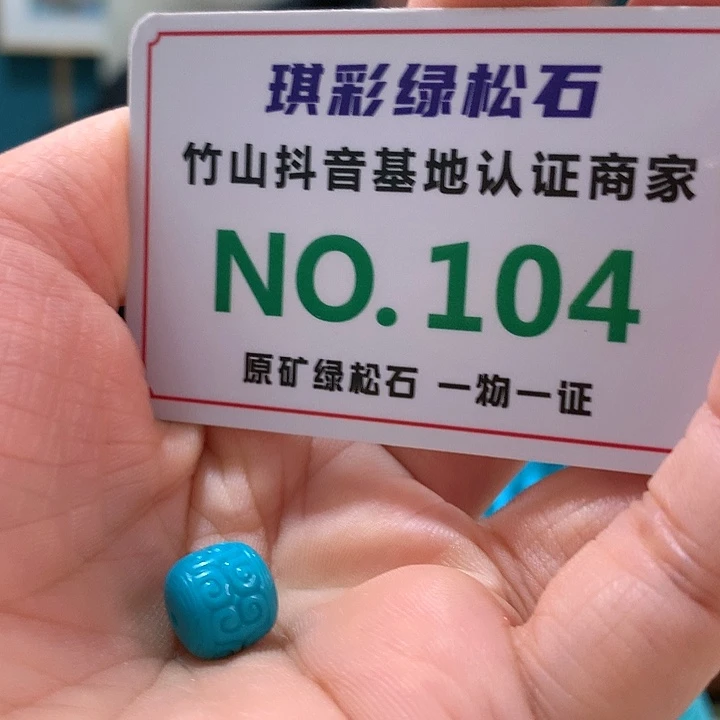 琪彩绿松石
竹山抖音基地认证商家
NO.104
原矿绿松石 一物一证